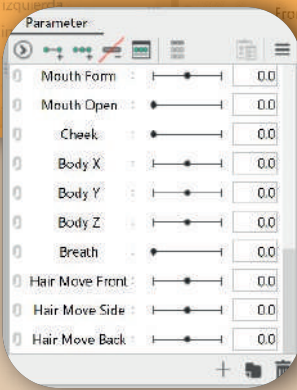 izquierda
Parameter
Mouth Form : 0.0
Mouth Open : 0.0
Cheek : 0.0
Body X : 0.0
Body Y : 0.0
Body Z : 0.0
Breath : 0.0
Hair Move Front : 0.0
Hair Move Side : 0.0
Hair Move Back : 0.0